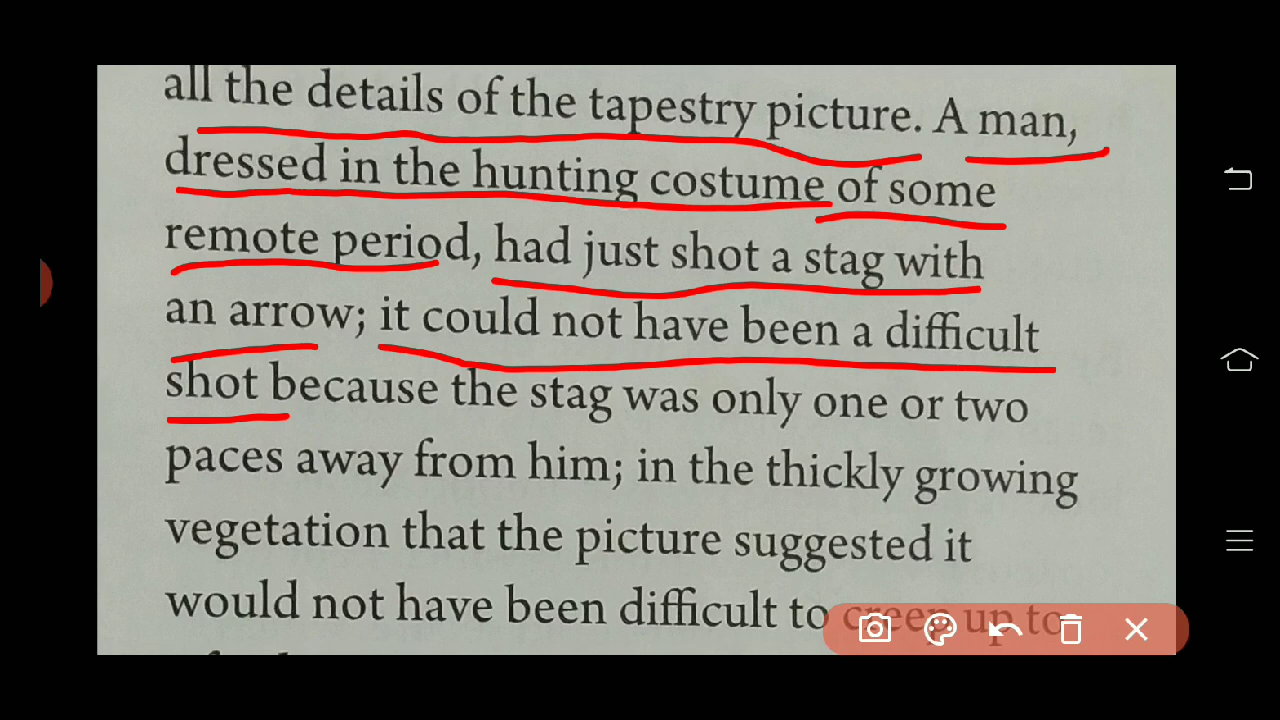 all the details of the tapestry picture. A man,
dressed in the hunting costume of some
remote period, had just shot a stag with
an arrow; it could not have been a difficult
shot because the stag was only one or two
paces away from him; in the thickly growing
vegetation that the picture suggested it
would not have been difficult to creep up to